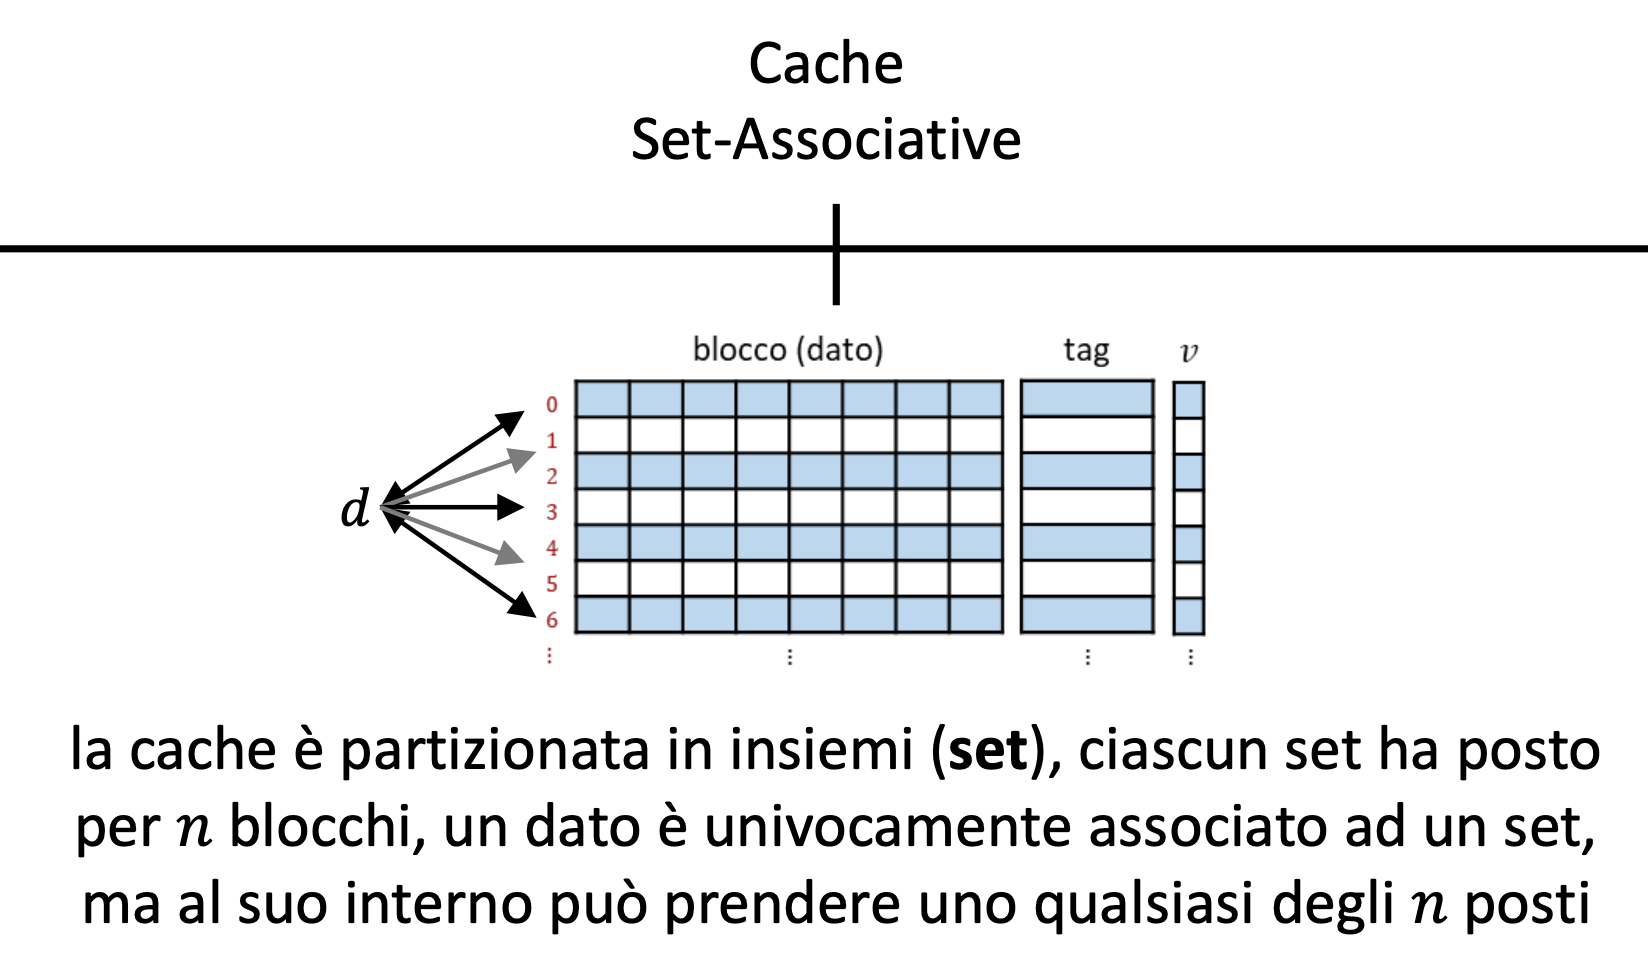 Cache
Set-Associative
blocco (dato) tag v
0
1
2
d
3
4
5
6
⋮ ⋮ ⋮ ⋮
la cache è partizionata in insiemi (set), ciascun set ha posto
per n blocchi, un dato è univocamente associato ad un set,
ma al suo interno può prendere uno qualsiasi degli n posti